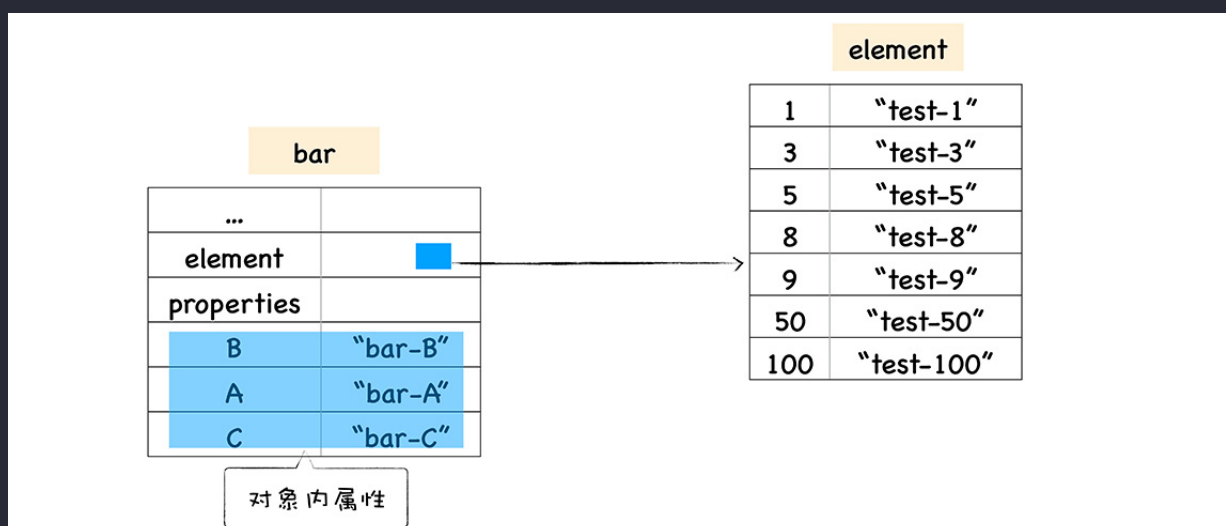 bar
...
element
properties
B "bar-B"
A "bar-A"
C "bar-C"
对象内属性
element
1 "test-1"
3 "test-3"
5 "test-5"
8 "test-8"
9 "test-9"
50 "test-50"
100 "test-100"